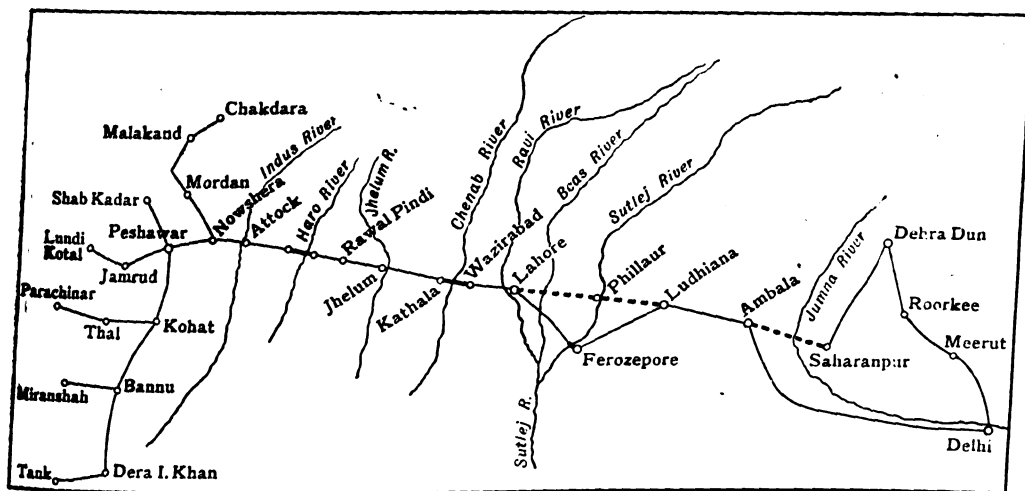 Chakdara
Malakand
Indus River
Mordan
Shab Kadar
Nowshera
Attock
Haro River
Jhelum R.
Rawal Pindi
Chenab River
Ravi River
Bcas River
Sutlej River
Peshawar
Lundi
Kotal
Jamrud
Parachinar
Thal
Kohat
Jhelum
Kathala
Wazirabad
Lahore
Phillaur
Ludhiana
Ferozepore
Ambala
Jumna River
Dehra Dun
Roorkee
Meerut
Saharanpur
Delhi
Miranshah
Bannu
Sutlej R.
Tank
Dera I. Khan